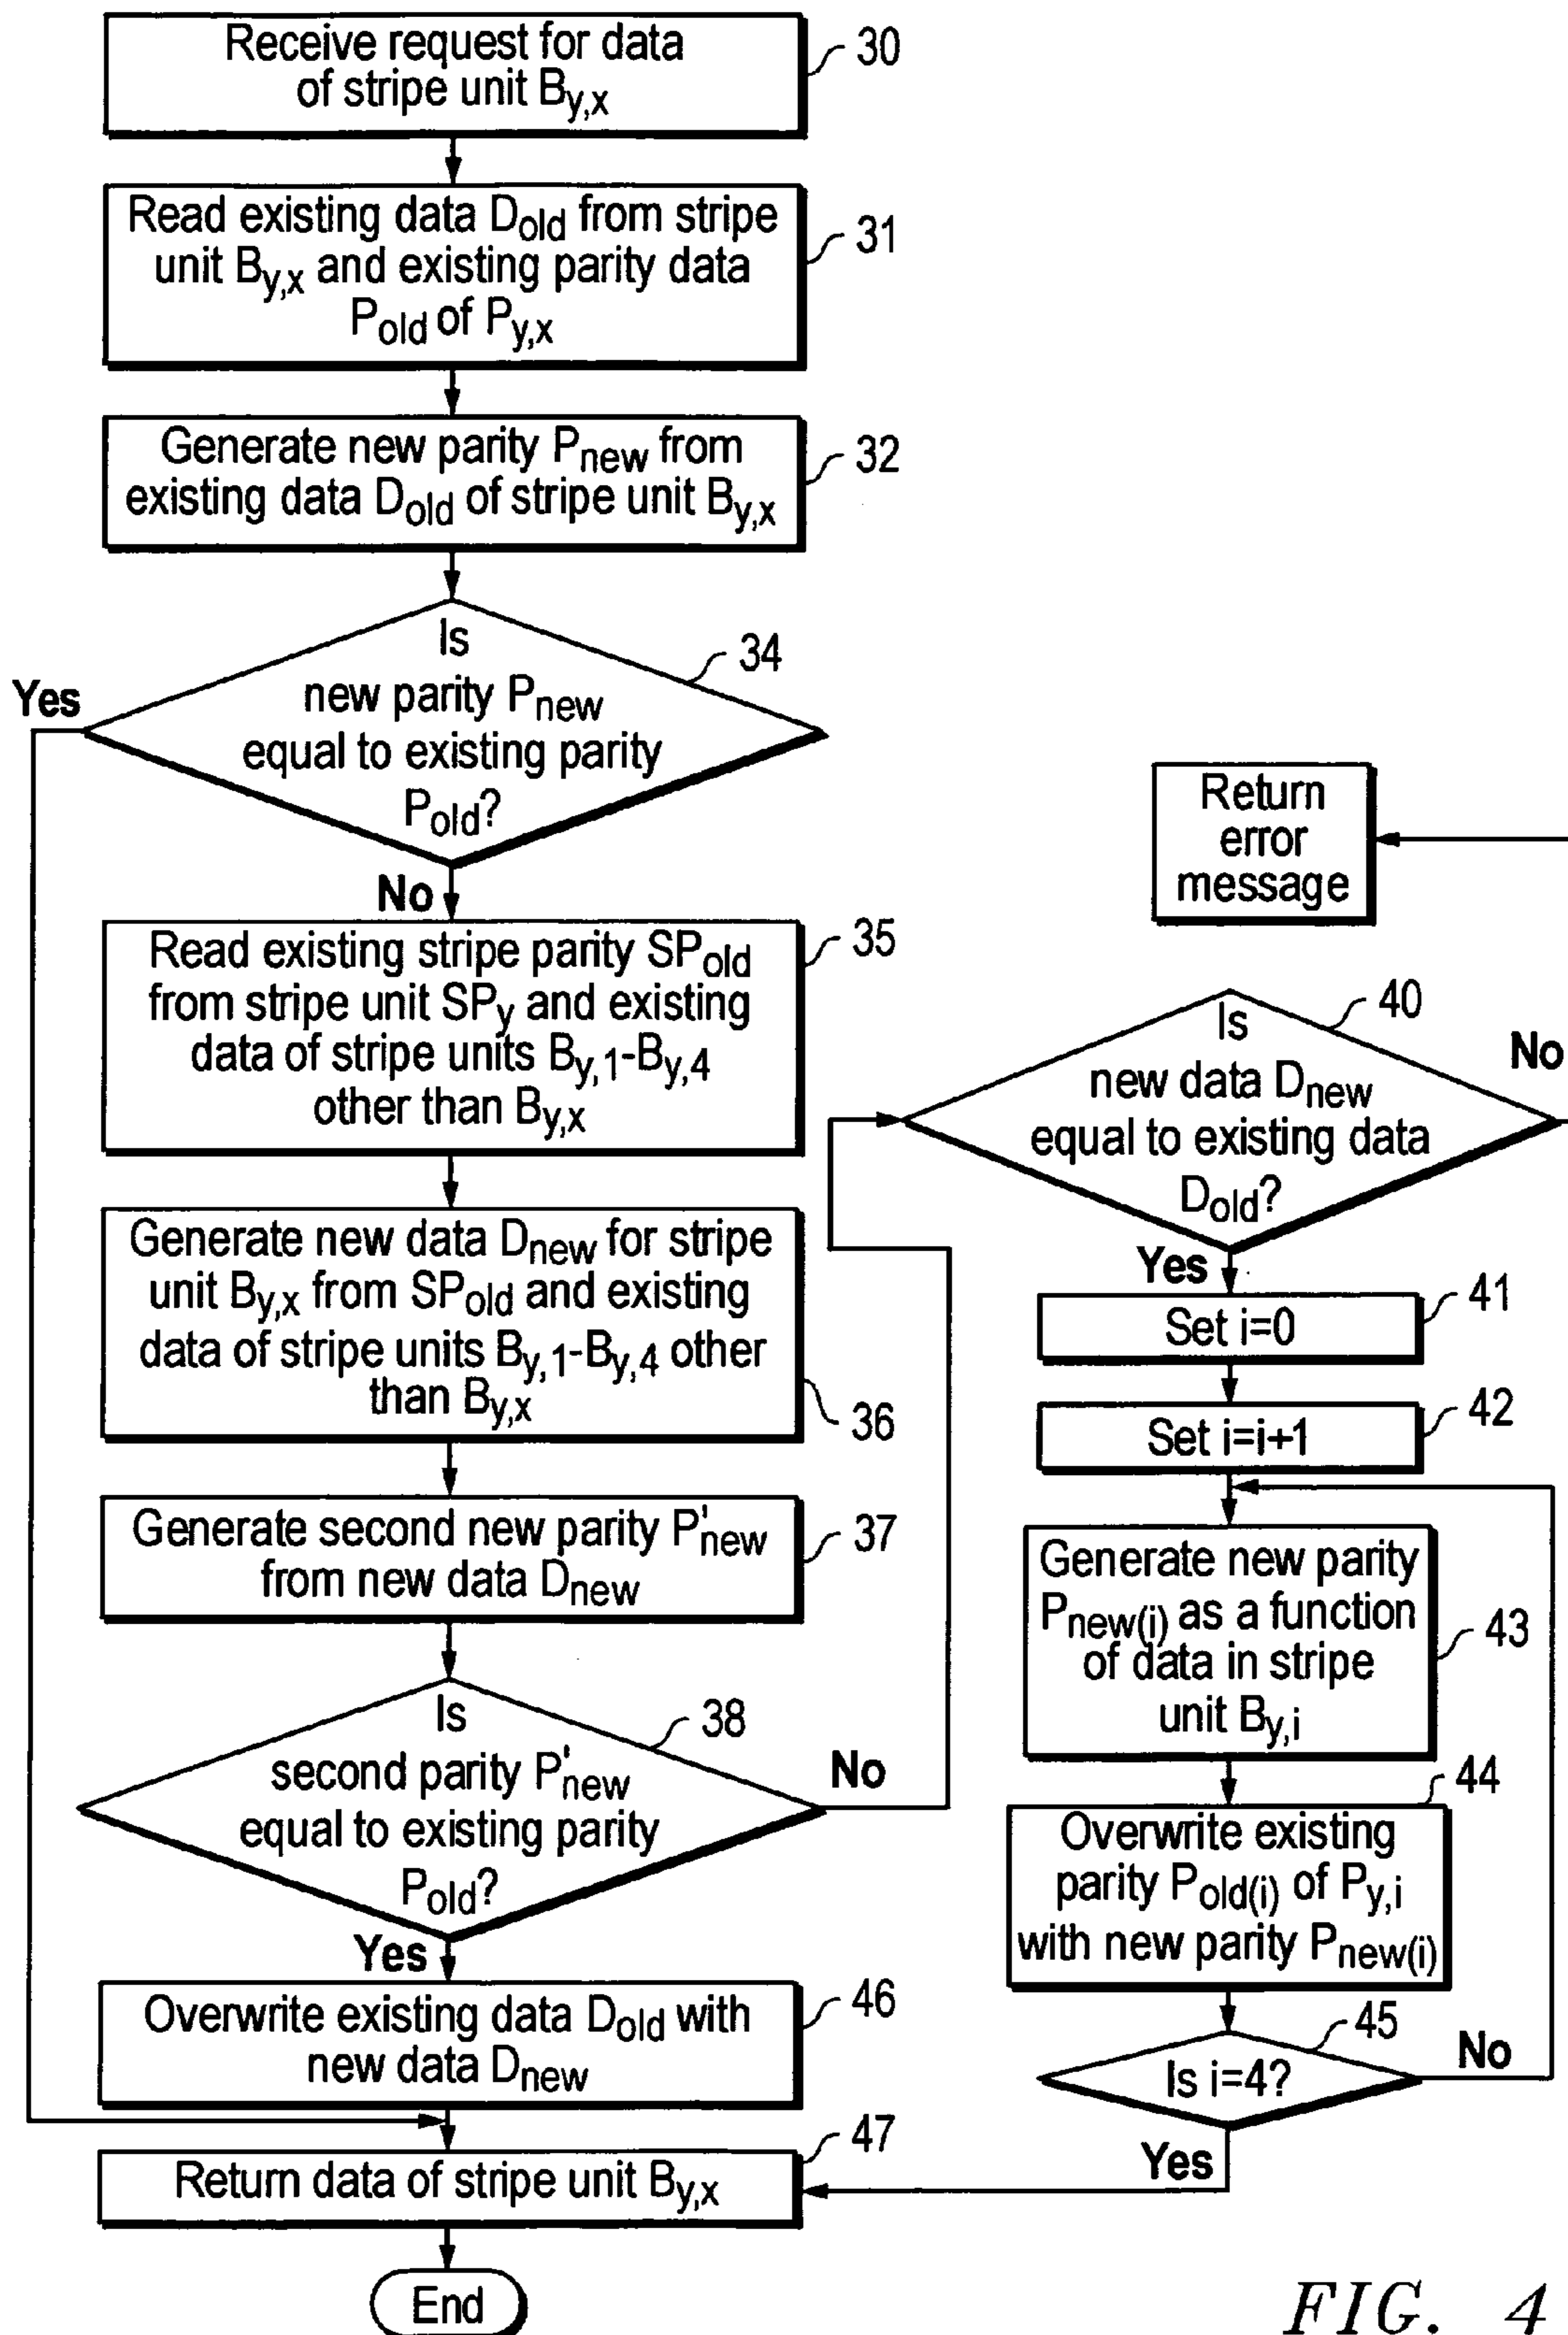 Receive request for data
of stripe unit By,x
30
Read existing data Dold from stripe
unit By,x and existing parity data
Pold of Py,x
31
Generate new parity Pnew from
existing data Dold of stripe unit By,x
32
Is
new parity Pnew
equal to existing parity
Pold?
34
Yes
No
Read existing stripe parity SPold
from stripe unit SPy and existing
data of stripe units By,1-By,4
other than By,x
35
Generate new data Dnew for stripe
unit By,x from SPold and existing
data of stripe units By,1-By,4 other
than By,x
36
Generate second new parity P'new
from new data Dnew
37
Is
second parity P'new
equal to existing parity
Pold?
38
No
Yes
Overwrite existing data Dold with
new data Dnew
46
Return data of stripe unit By,x
47
End
Return
error
message
Is
new data Dnew
equal to existing data
Dold?
40
No
Yes
Set i=0
41
Set i=i+1
42
Generate new parity
Pnew(i) as a function
of data in stripe
unit By,i
43
Overwrite existing
parity Pold(i) of Py,i
with new parity Pnew(i)
44
Is i=4?
45
No
Yes
FIG. 4